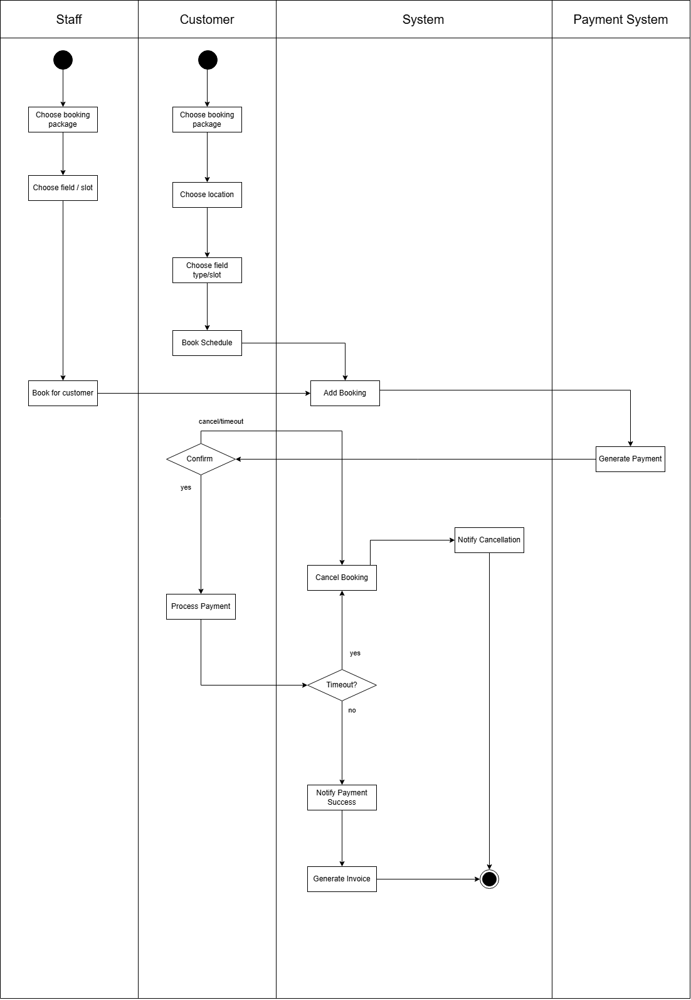 Staff
Customer
System
Payment System
Choose booking
package
Choose booking
package
Choose field / slot
Choose location
Choose field
type/slot
Book Schedule
Book for customer
Add Booking
cancel/timeout
Confirm
Generate Payment
yes
Notify Cancellation
Cancel Booking
Process Payment
yes
Timeout?
no
Notify Payment
Success
Generate Invoice